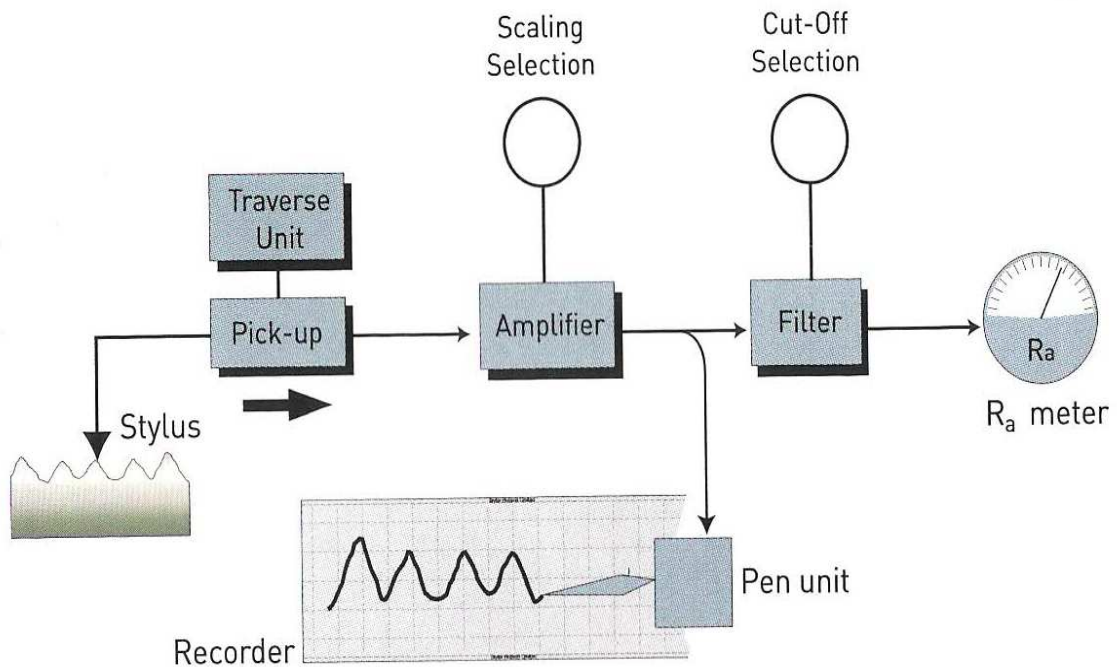 Scaling
Selection
Cut-Off
Selection
Traverse
Unit
Pick-up
Amplifier
Filter
Ra
Ra meter
Stylus
Pen unit
Recorder